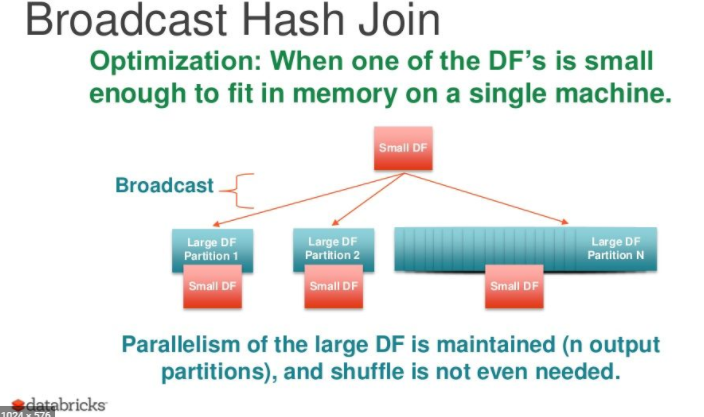 Broadcast Hash Join
Optimization: When one of the DF's is small
enough to fit in memory on a single machine.
Small DF
Broadcast
Large DF
Partition 1
Large DF
Partition 2
Large DF
Partition N
Small DF
Small DF
Small DF
Parallelism of the large DF is maintained (n output
partitions), and shuffle is not even needed.
databricks
1024 × 576